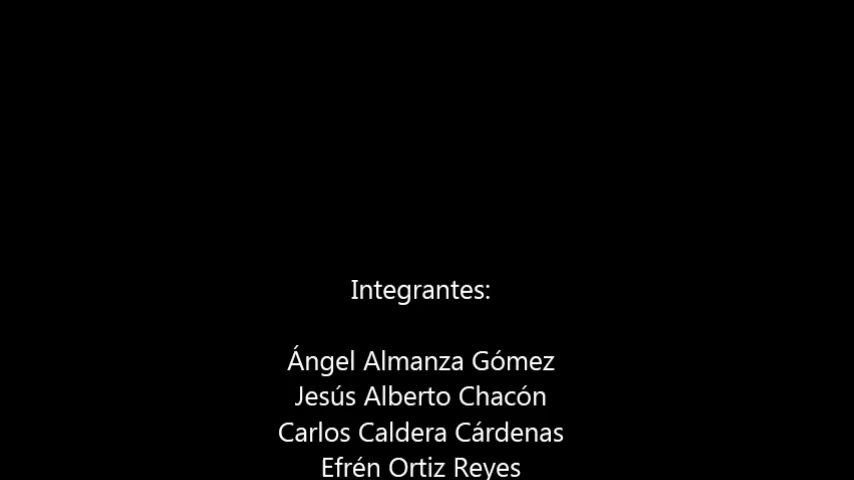 Integrantes:
Ángel Almanza Gómez
Jesús Alberto Chacón
Carlos Caldera Cárdenas
Efrén Ortiz Reyes